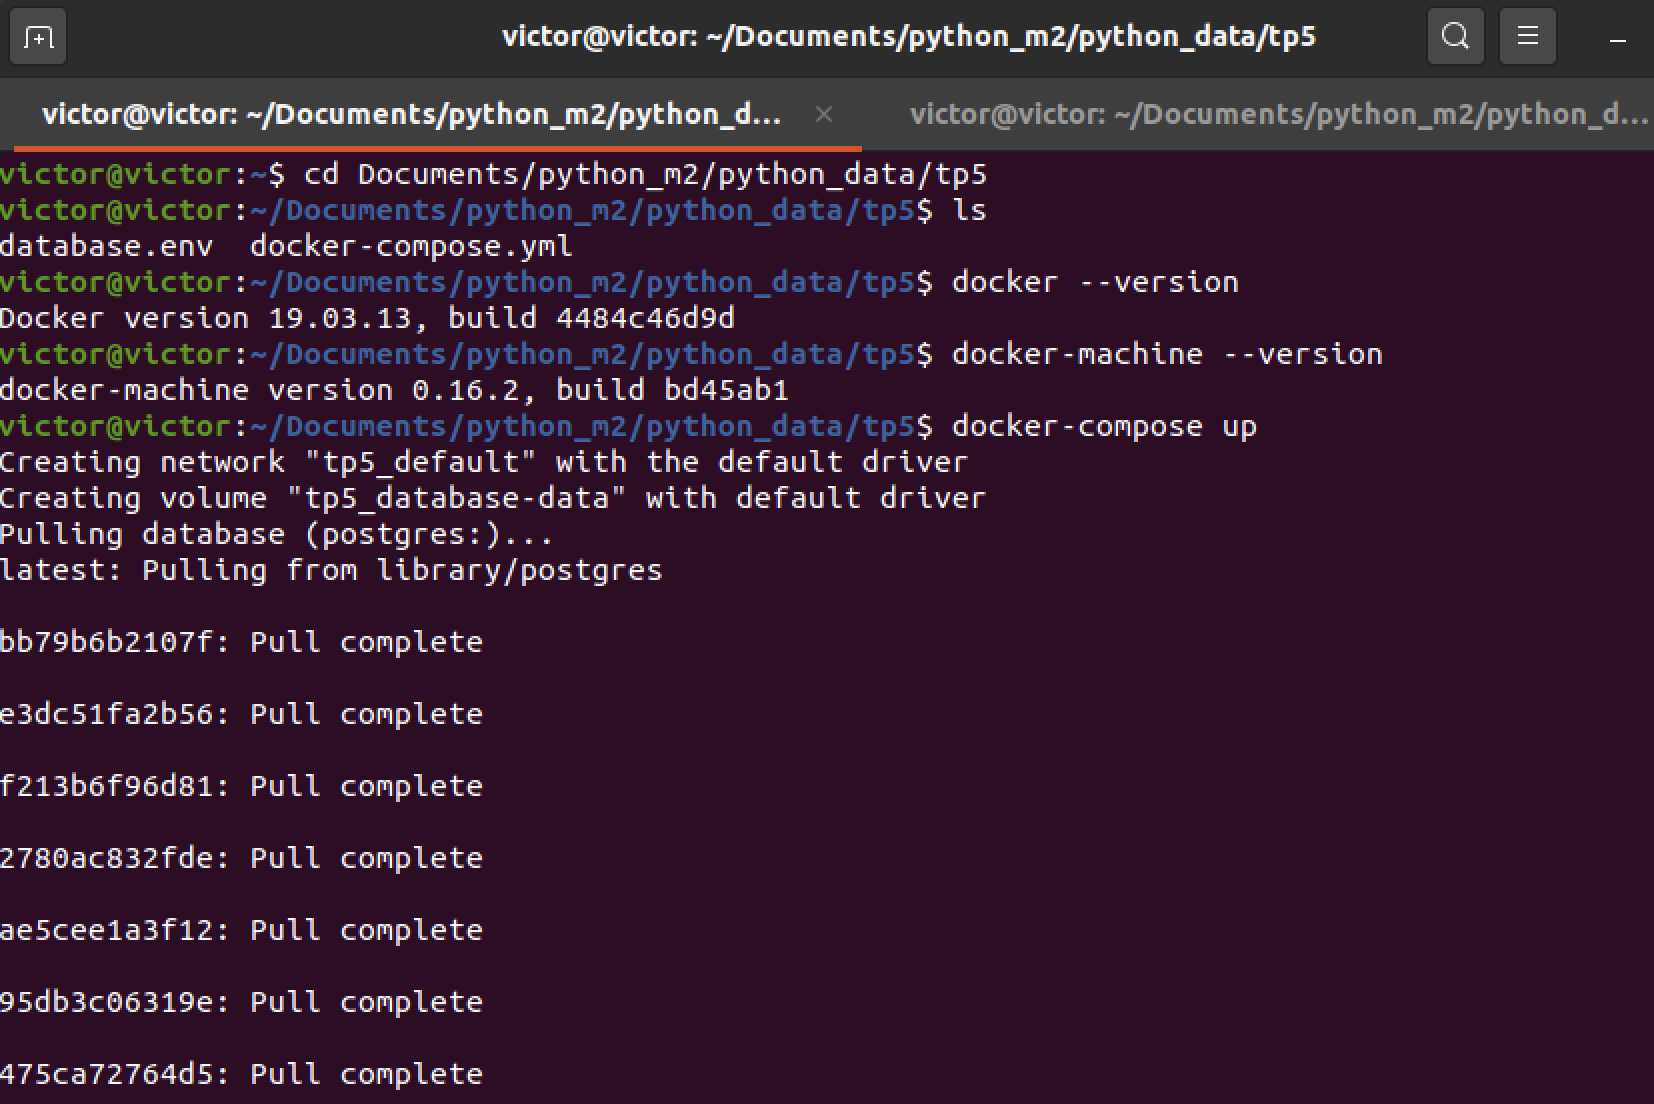 victor@victor: ~/Documents/python_m2/python_data/tp5
victor@victor: ~/Documents/python_m2/python_d...
victor@victor: ~/Documents/python_m2/python_d...
victor@victor:~$ cd Documents/python_m2/python_data/tp5
victor@victor:~/Documents/python_m2/python_data/tp5$ ls
database.env  docker-compose.yml
victor@victor:~/Documents/python_m2/python_data/tp5$ docker --version
Docker version 19.03.13, build 4484c46d9d
victor@victor:~/Documents/python_m2/python_data/tp5$ docker-machine --version
docker-machine version 0.16.2, build bd45ab1
victor@victor:~/Documents/python_m2/python_data/tp5$ docker-compose up
Creating network "tp5_default" with the default driver
Creating volume "tp5_database-data" with default driver
Pulling database (postgres:)...
latest: Pulling from library/postgres
bb79b6b2107f: Pull complete
e3dc51fa2b56: Pull complete
f213b6f96d81: Pull complete
2780ac832fde: Pull complete
ae5cee1a3f12: Pull complete
95db3c06319e: Pull complete
475ca72764d5: Pull complete